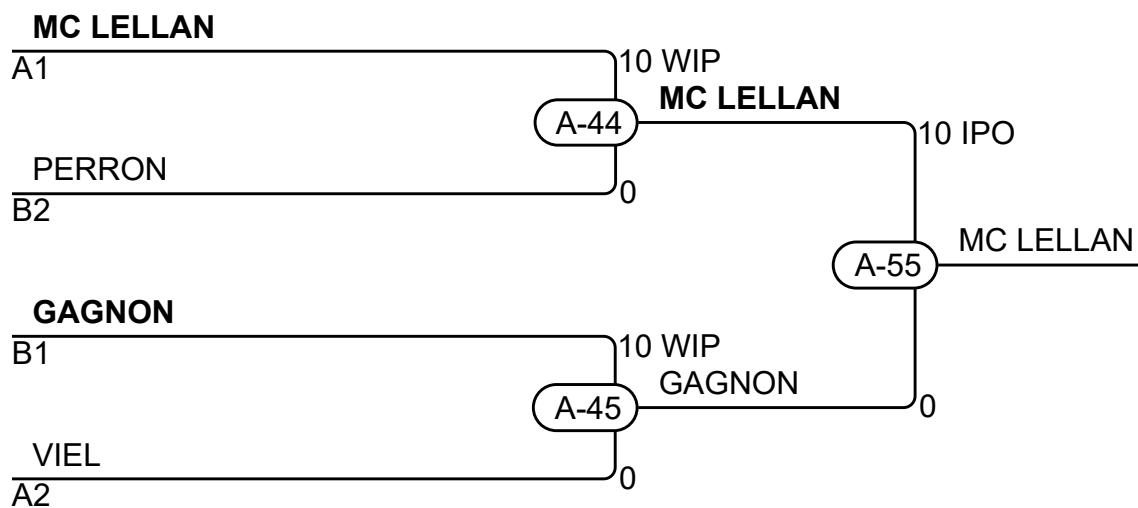 MC LELLAN
A1
10 WIP
A-44
MC LELLAN
10 IPO
PERRON
B2
0
A-55
MC LELLAN
GAGNON
B1
10 WIP
A-45
GAGNON
0
VIEL
A2
0